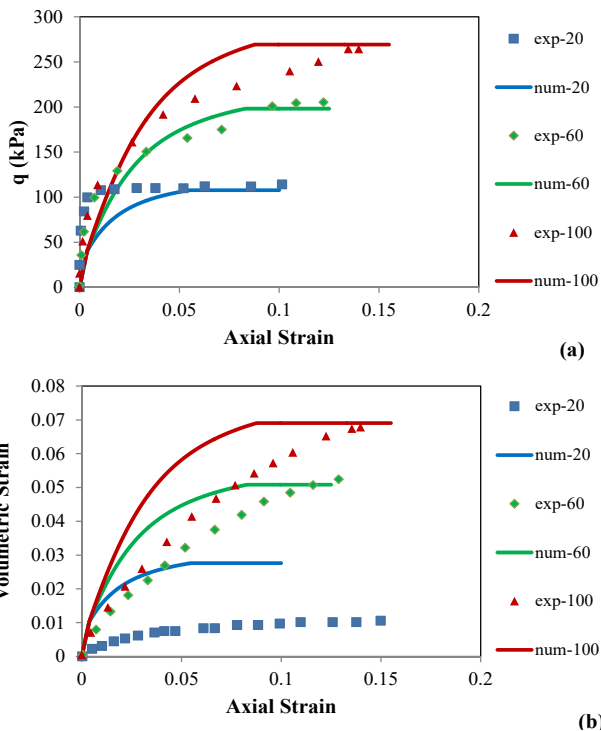 300
250
200
150
100
50
0
q (kPa)
0
0.05
0.1
0.15
0.2
Axial Strain
exp-20
num-20
exp-60
num-60
exp-100
num-100
(a)
0.08
0.07
0.06
0.05
0.04
0.03
0.02
0.01
0
Volumetric Strain
0
0.05
0.1
0.15
0.2
Axial Strain
exp-20
num-20
exp-60
num-60
exp-100
num-100
(b)